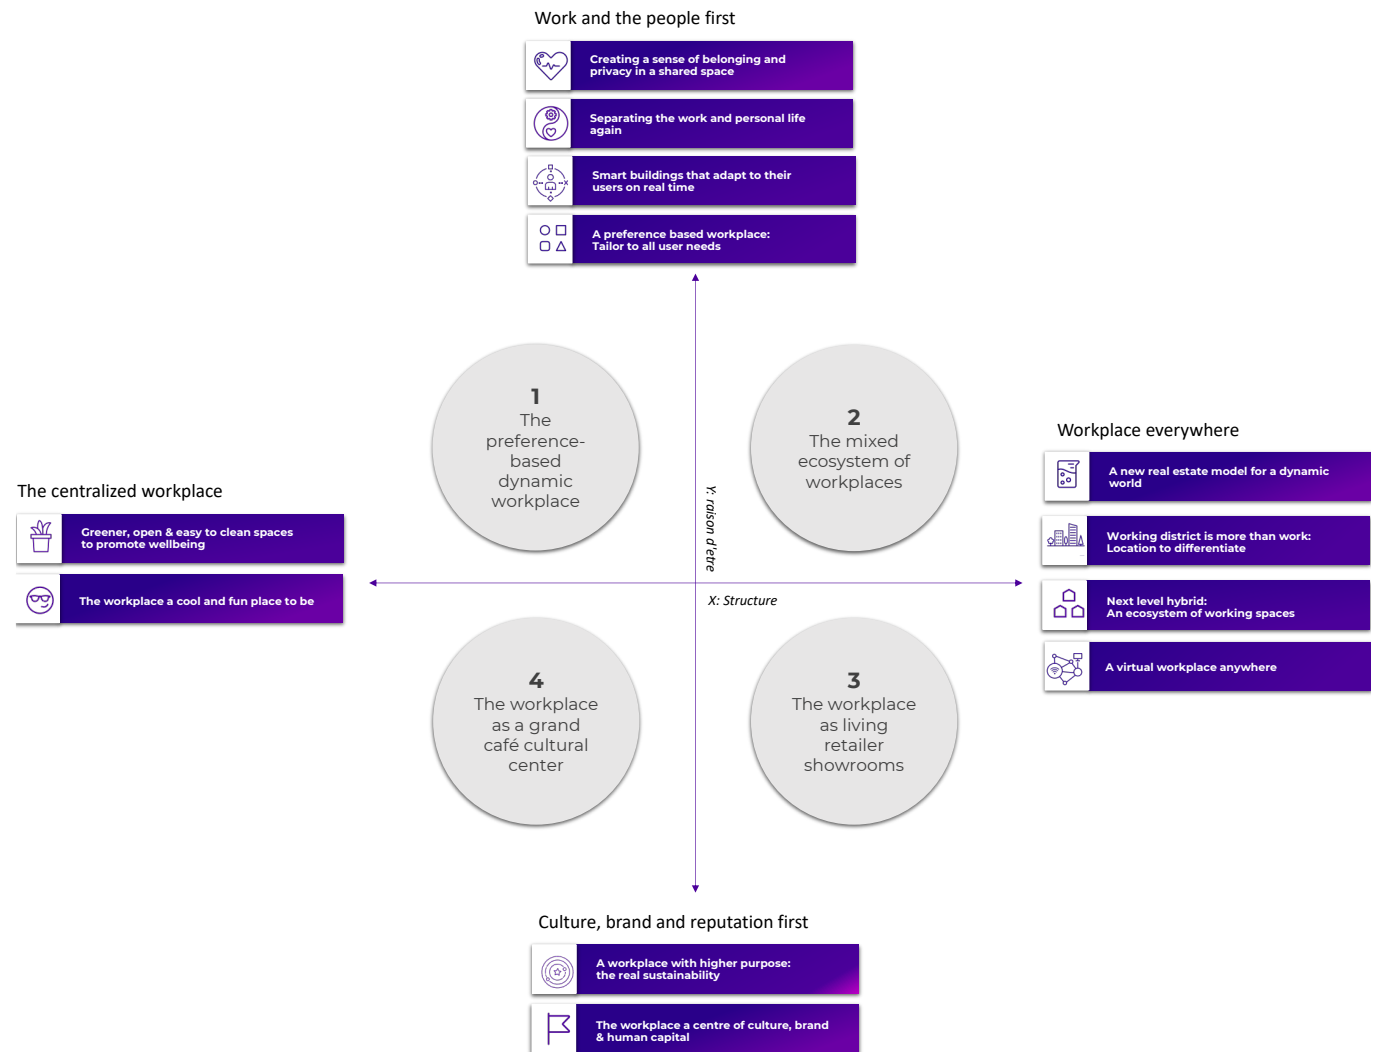 Work and the people first
Creating a sense of belonging and
privacy in a shared space
Separating the work and personal life
again
Smart buildings that adapt to their
users on real time
A preference based workplace:
Tailor to all user needs
1
The
preference-
based
dynamic
workplace
2
The mixed
ecosystem of
workplaces
Workplace everywhere
A new real estate model for a dynamic
world
Working district is more than work:
Location to differentiate
Next level hybrid:
An ecosystem of working spaces
A virtual workplace anywhere
The centralized workplace
Greener, open & easy to clean spaces
to promote wellbeing
The workplace a cool and fun place to be
Y: raison d'etre
X: Structure
4
The workplace
as a grand
café cultural
center
3
The workplace
as living
retailer
showrooms
Culture, brand and reputation first
A workplace with higher purpose:
the real sustainability
The workplace a centre of culture, brand
& human capital